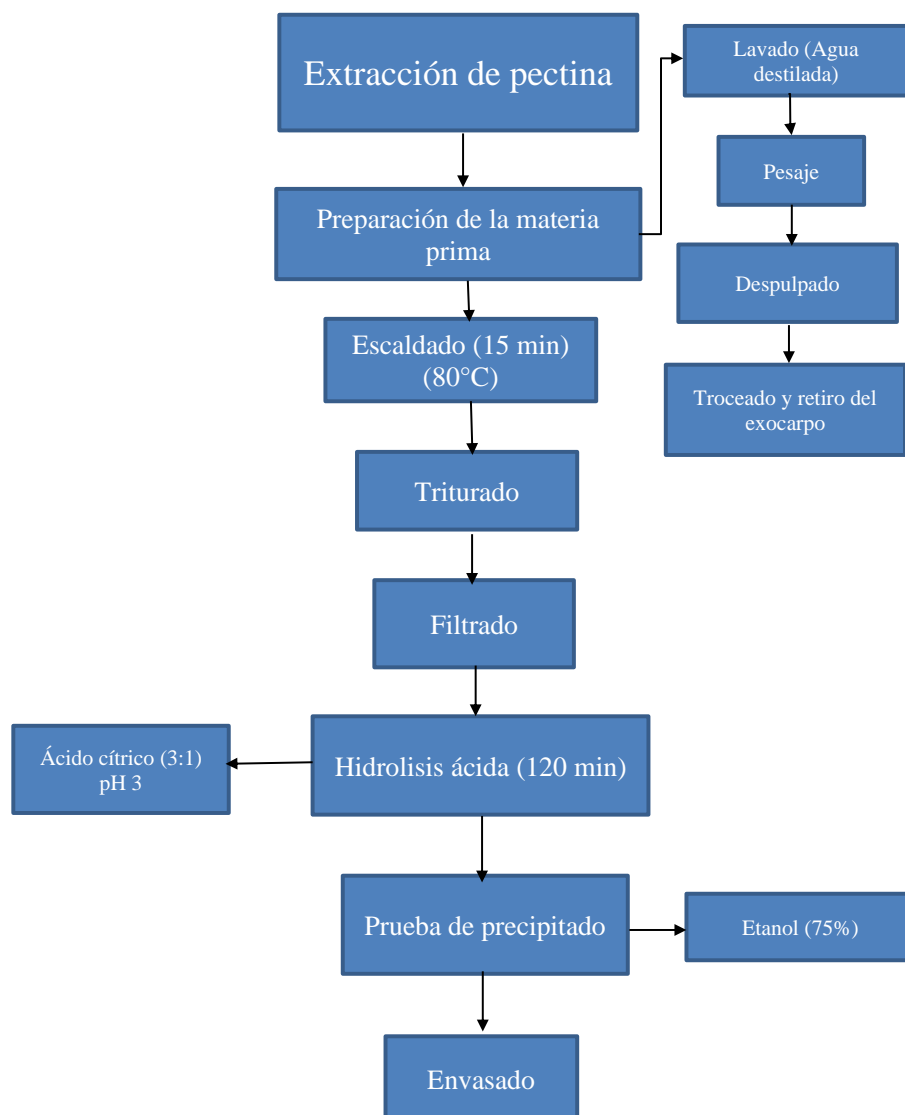 Extracción de pectina
Lavado (Agua
destilada)
Pesaje
Preparación de la materia
prima
Despulpado
Escaldado (15 min)
(80°C)
Troceado y retiro del
exocarpo
Triturado
Filtrado
Ácido cítrico (3:1)
pH 3
Hidrolisis ácida (120 min)
Prueba de precipitado
Etanol (75%)
Envasado